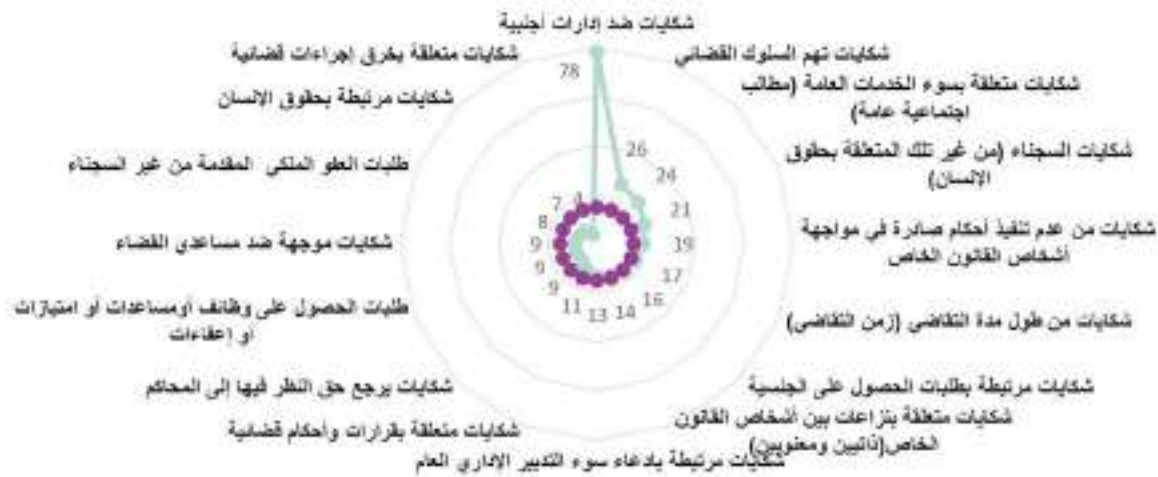 شكايات ضد إدارات أجنبية
شكايات تهم السلوك القضائي
شكايات متعلقة بسوء الخدمات العامة (مطالب
اجتماعية عامة)
شكايات السجناء (من غير تلك المتعلقة بحقوق
الإنسان)
شكايات من عدم تنفيذ أحكام صادرة في مواجهة
أشخاص القانون الخاص
شكايات من طول مدة التقاضي (زمن التقاضي)
شكايات مرتبطة بطلبات الحصول على الجنسية
شكايات متعلقة بنزاعات بين أشخاص القانون
الخاص(ذاتيين ومعنويين)
شكايات مرتبطة بادعاء سوء التدبير الإداري العام
شكايات متعلقة بقرارات وأحكام قضائية
شكايات يرجع حق النظر فيها إلى المحاكم
طلبات الحصول على وظائف أومساعدات أو امتيازات
أو إعفاءات
شكايات موجهة ضد مساعدي القضاء
طلبات العفو الملكي المقدمة من غير السجناء
شكايات مرتبطة بحقوق الإنسان
شكايات متعلقة بخرق إجراءات قضائية
78
26
24
21
19
17
16
14
13
11
9
9
9
8
7
4